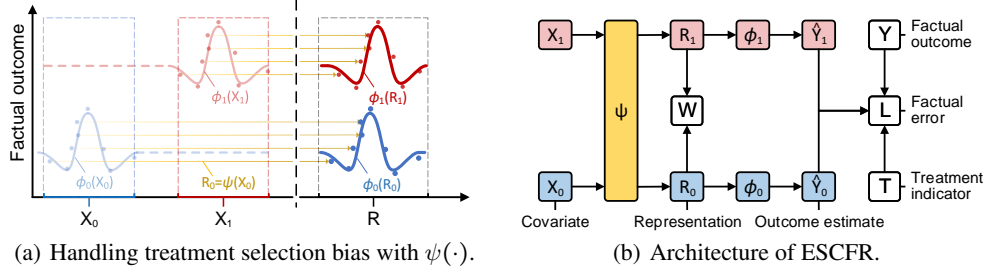 Factual outcome
ϕ₁(X₁)
ϕ₁(R₁)
ϕ₀(X₀)
R₀=ψ(X₀)
ϕ₀(R₀)
X₀
X₁
R
(a) Handling treatment selection bias with ψ(·).
X₁
R₁
ϕ₁
Ŷ₁
Y
Factual
outcome
ψ
W
L
Factual
error
X₀
R₀
ϕ₀
Ŷ₀
T
Treatment
indicator
Covariate
Representation
Outcome estimate
(b) Architecture of ESCFR.